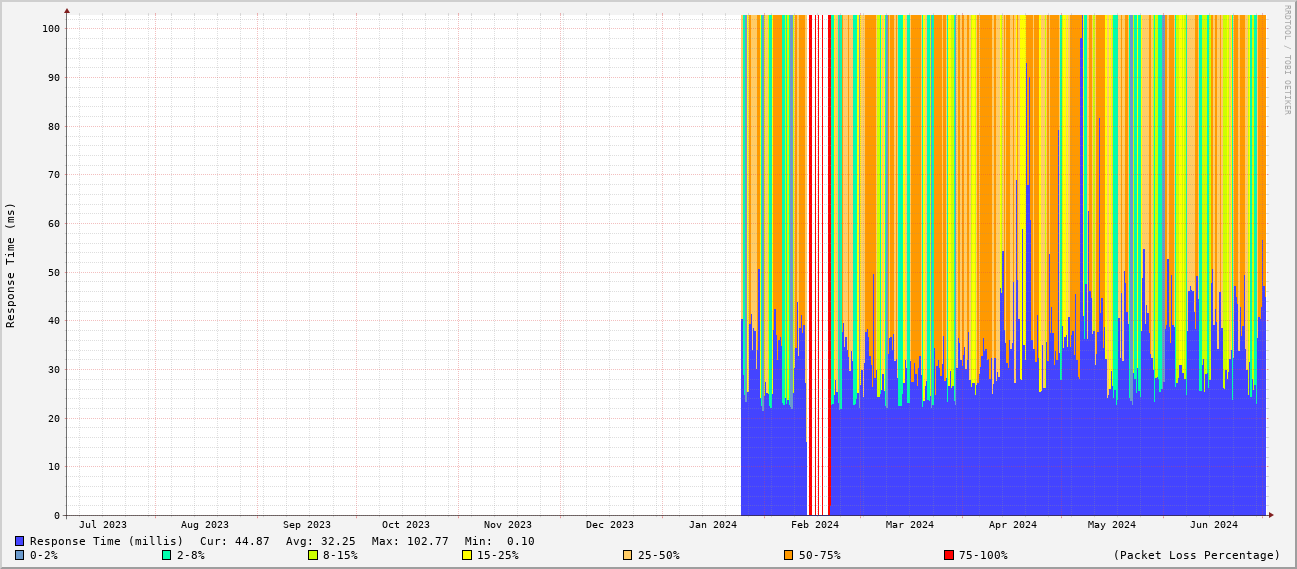 RRDTOOL / TOBI OETIKER
Response Time (ms)
100
90
80
70
60
50
40
30
20
10
0
Jul 2023 Aug 2023 Sep 2023 Oct 2023 Nov 2023 Dec 2023 Jan 2024 Feb 2024 Mar 2024 Apr 2024 May 2024 Jun 2024
Response Time (millis) Cur: 44.87 Avg: 32.25 Max: 102.77 Min: 0.10
0-2% 2-8% 8-15% 15-25% 25-50% 50-75% 75-100% (Packet Loss Percentage)